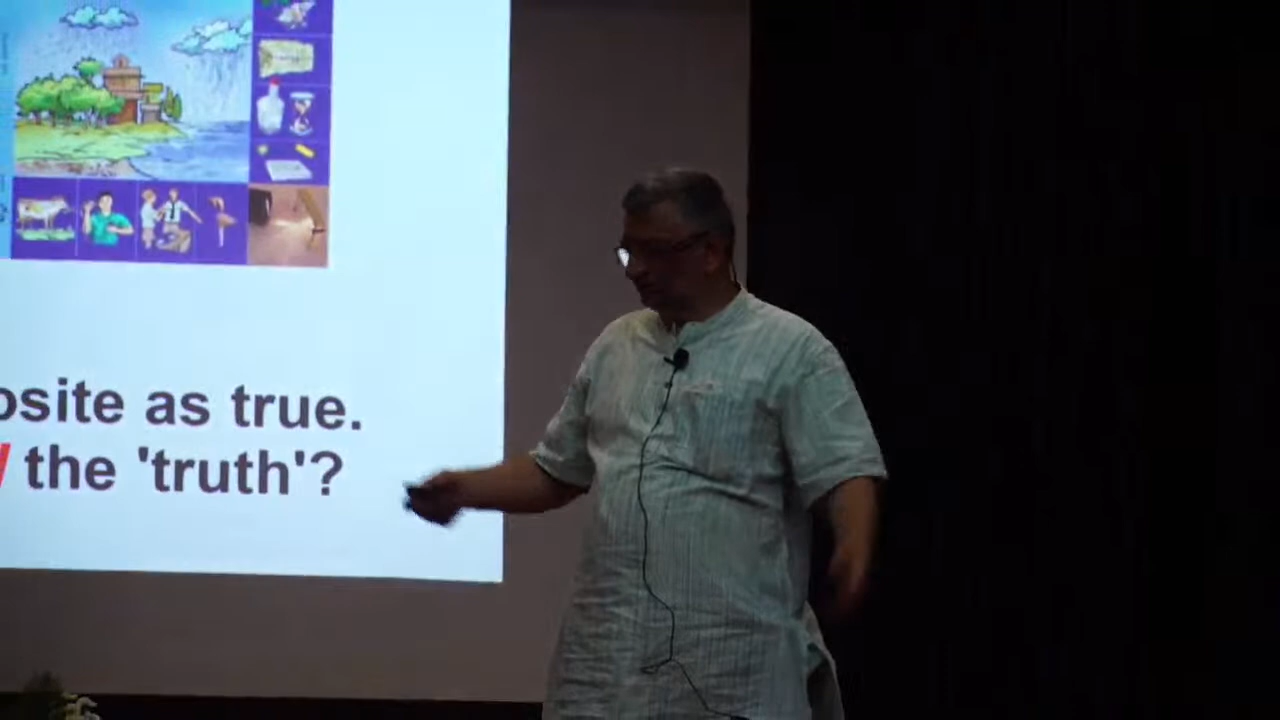 osite as true.
the 'truth'?